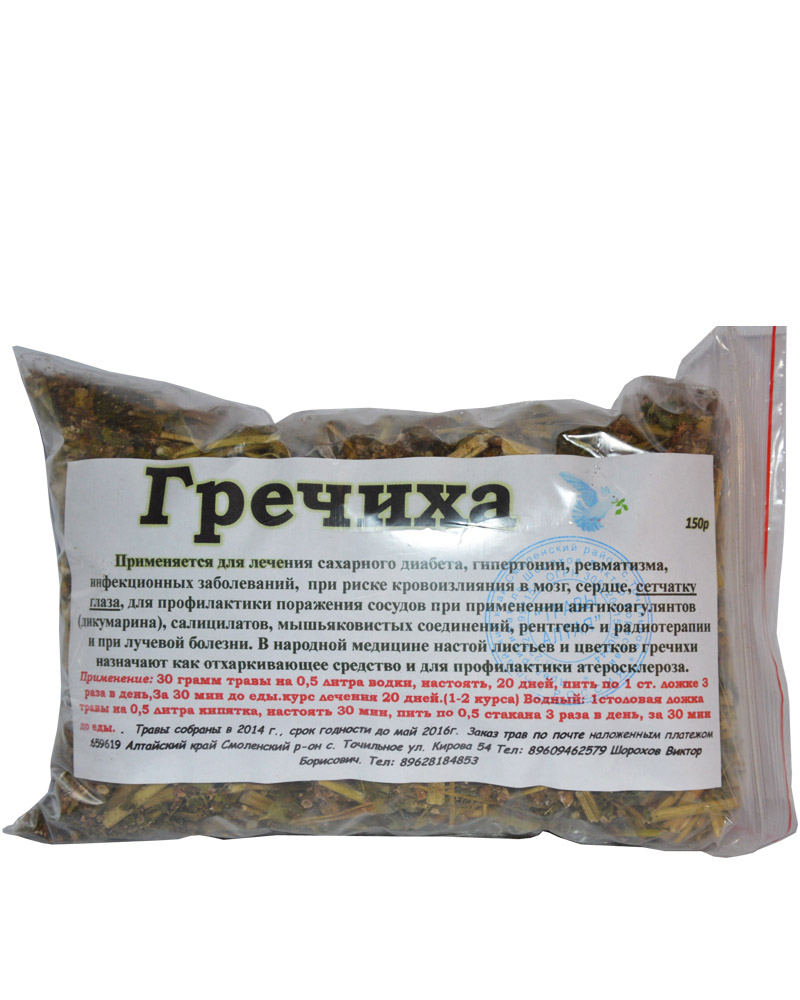 Гречиха
150р
Применяется для лечения сахарного диабета, гипертонии, ревматизма,
инфекционных заболеваний, при риске кровоизлияния в мозг, сердце, сетчатку
глаза, для профилактики поражения сосудов при применении антикоагулянтов
(дикумарина), салицилатов, мышьяковистых соединений, рентгено- и радиотерапии
и при лучевой болезни. В народной медицине настой листьев и цветков гречихи
назначают как отхаркивающее средство и для профилактики атеросклероза.
Применение: 30 грамм травы на 0,5 литра водки, настоять, 20 дней, пить по 1 ст. ложке 3
раза в день,За 30 мин до еды.курс лечения 20 дней.(1-2 курса) Водный: 1столовая ложка
травы на 0,5 литра кипятка, настоять 30 мин, пить по 0,5 стакана 3 раза в день, за 30 мин
до еды. . Травы собраны в 2014 г., срок годности до май 2016г. Заказ трав по почте наложенным платежом
659619 Алтайский край Смоленский р-он с. Точильное ул. Кирова 54 Тел: 89609462579 Шорохов Виктор
Борисович. Тел: 89628184853